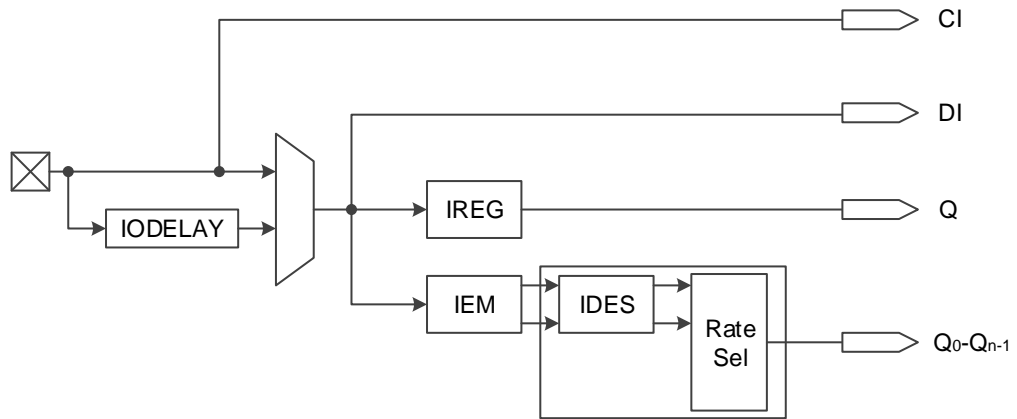 CI
DI
IREG
Q
IODELAY
IEM
IDES
Rate
Sel
Q0-Qn-1